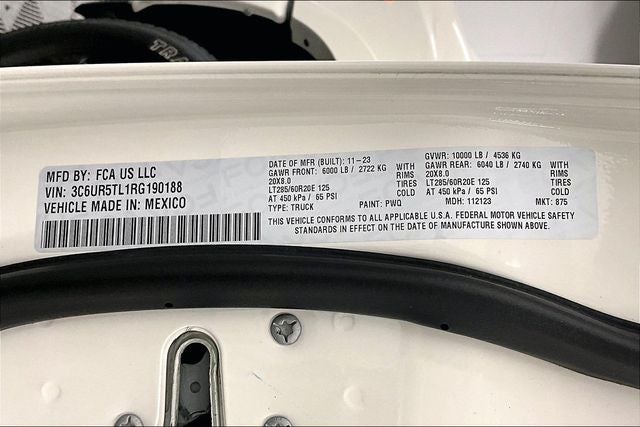 TRA
MFD BY: FCA US LLC
VIN: 3C6UR5TL1RG190188
VEHICLE MADE IN: MEXICO
DATE OF MFR (BUILT): 11-23
GAWR FRONT: 6000 LB / 2722 KG WITH
20X8.0 TIRES
LT285/60R20E 125 RIMS
AT 450 kPa / 65 PSI COLD
TYPE: TRUCK PAINT: PWQ
GVWR: 10000 LB / 4536 KG
GAWR REAR: 6040 LB / 2740 KG WITH
20X8.0 TIRES
LT285/60R20E 125 RIMS
AT 450 kPa / 65 PSI COLD
MDH: 112123 MKT: 875
THIS VEHICLE CONFORMS TO ALL APPLICABLE U.S.A. FEDERAL MOTOR VEHICLE SAFETY
STANDARDS IN EFFECT ON THE DATE OF MANUFACTURE SHOWN ABOVE.